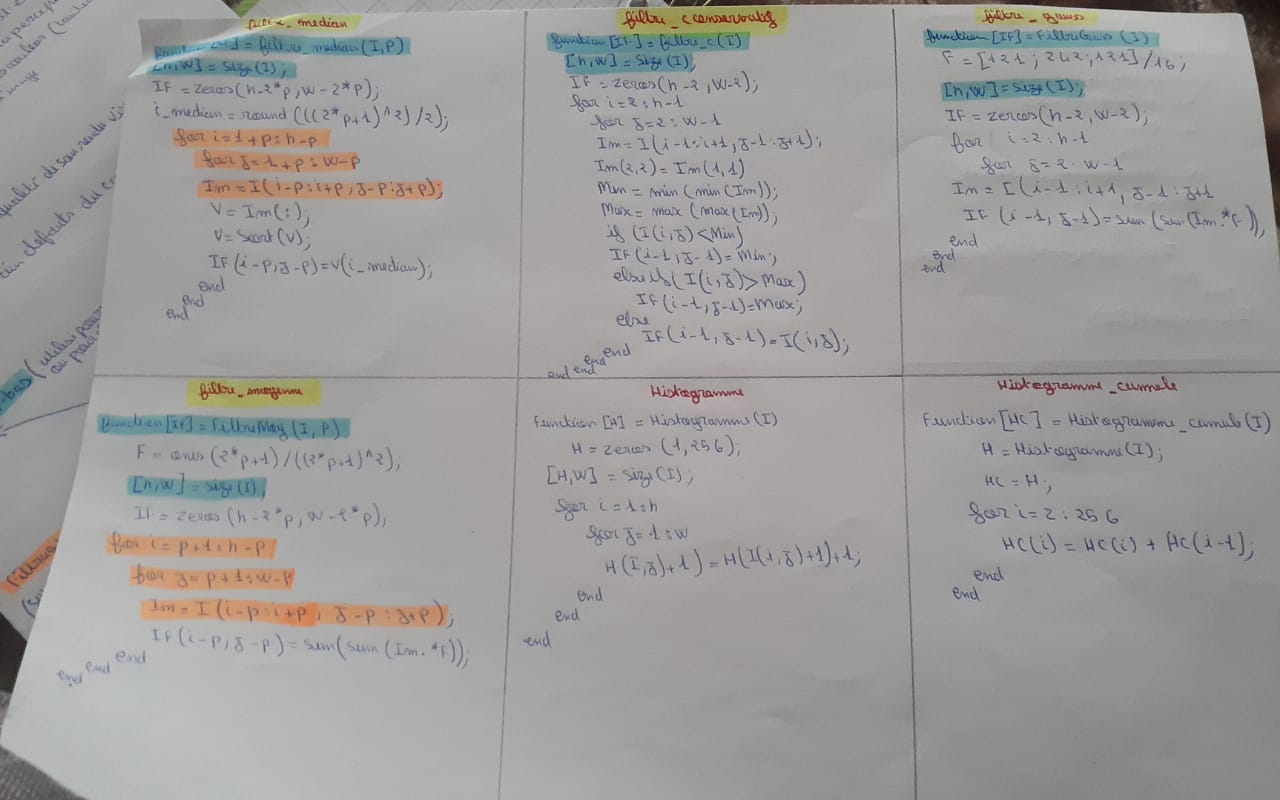 filtre_median
function [If] = filtre_median(I,P)
[h,W] = Size(I);
IF = zeros(h-2*p, w-2*p);
i_median = round (((2*p+1)^2)/2);
for i=1+p:h-p
for j=1+p:w-p
Im = I(i-p:i+p, j-p:j+p);
V = Im(:);
V = Sort(V);
IF(i-p, j-p)=v(i_median);
end
end
end
filtre_cconservatif
function [If] = filtre_c(I)
[h,W] = Size(I);
IF = zeros(h-2, w-2);
for i=2:h-1
for j=2:w-1
Im = I(i-1:i+1, j-1:j+1);
Im(2,2) = Im(1,1)
Min = min(min(Im));
Max = max (max(Im));
if (I(i,j)<Min)
IF(i-1, j-1)= Min;
elseif(I(i,j)>Max)
IF(i-1, j-1)=Max;
else
IF(i-1, j-1)=I(i,j);
end
end
end
end
filtre_gauss
function [IF] = FiltreGaus (I)
F = [1 2 1 ; 2 4 2 ; 1 2 1] /16;
[h,W] = Size(I);
IF = zeros(h-2, w-2);
for i=2:h-1
for j=2:w-1
Im = I(i-1:i+1, j-1:j+1
IF (i-1, j-1)=sum (sum(Im.*F)),
end
end
end
filtre_moyenne
function [IF] = FiltreMoy (I, P)
F = ones (2*p+1)/((2*p+1)^2);
[h,W] = size(I),
If = zeros (h-2*p, w-2*p),
for i = p+1:h-p
for j=p+1:w-p
Im = I(i-p:i+p, j-p:j+p);
IF(i-p, j-p) = sum(sum (Im.*F));
end
end
end
Histogramme
Function [H] = Histogramme (I)
H = zeros (1,256);
[H,W] = size(I);
for i=1:h
for j=1:w
H(I,j)+1)=H(I(1,j)+1)+1;
end
end
end
Histogramme_cumule
Function [HC] = Histogramme_cumule (I)
H = Histogramme(I);
HC = H;
for i=2:256
HC(i) = HC(i) + HC(i-1);
end
end